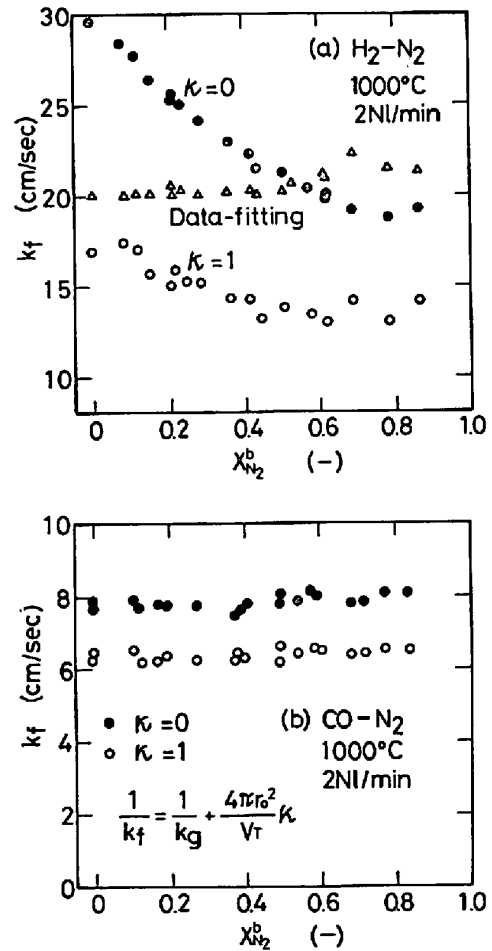 30
25
20
15
10
kf (cm/sec)
(a) H2-N2
1000°C
2Nl/min
κ=0
Data-fitting
κ=1
0 0.2 0.4 0.6 0.8 1.0
X^b_N2 (-)
10
8
6
4
2
0
kf (cm/sec)
● κ=0
○ κ=1
(b) CO-N2
1000°C
2Nl/min
1/kf = 1/kg + 4πr0²/VT κ
0 0.2 0.4 0.6 0.8 1.0
X^b_N2 (-)